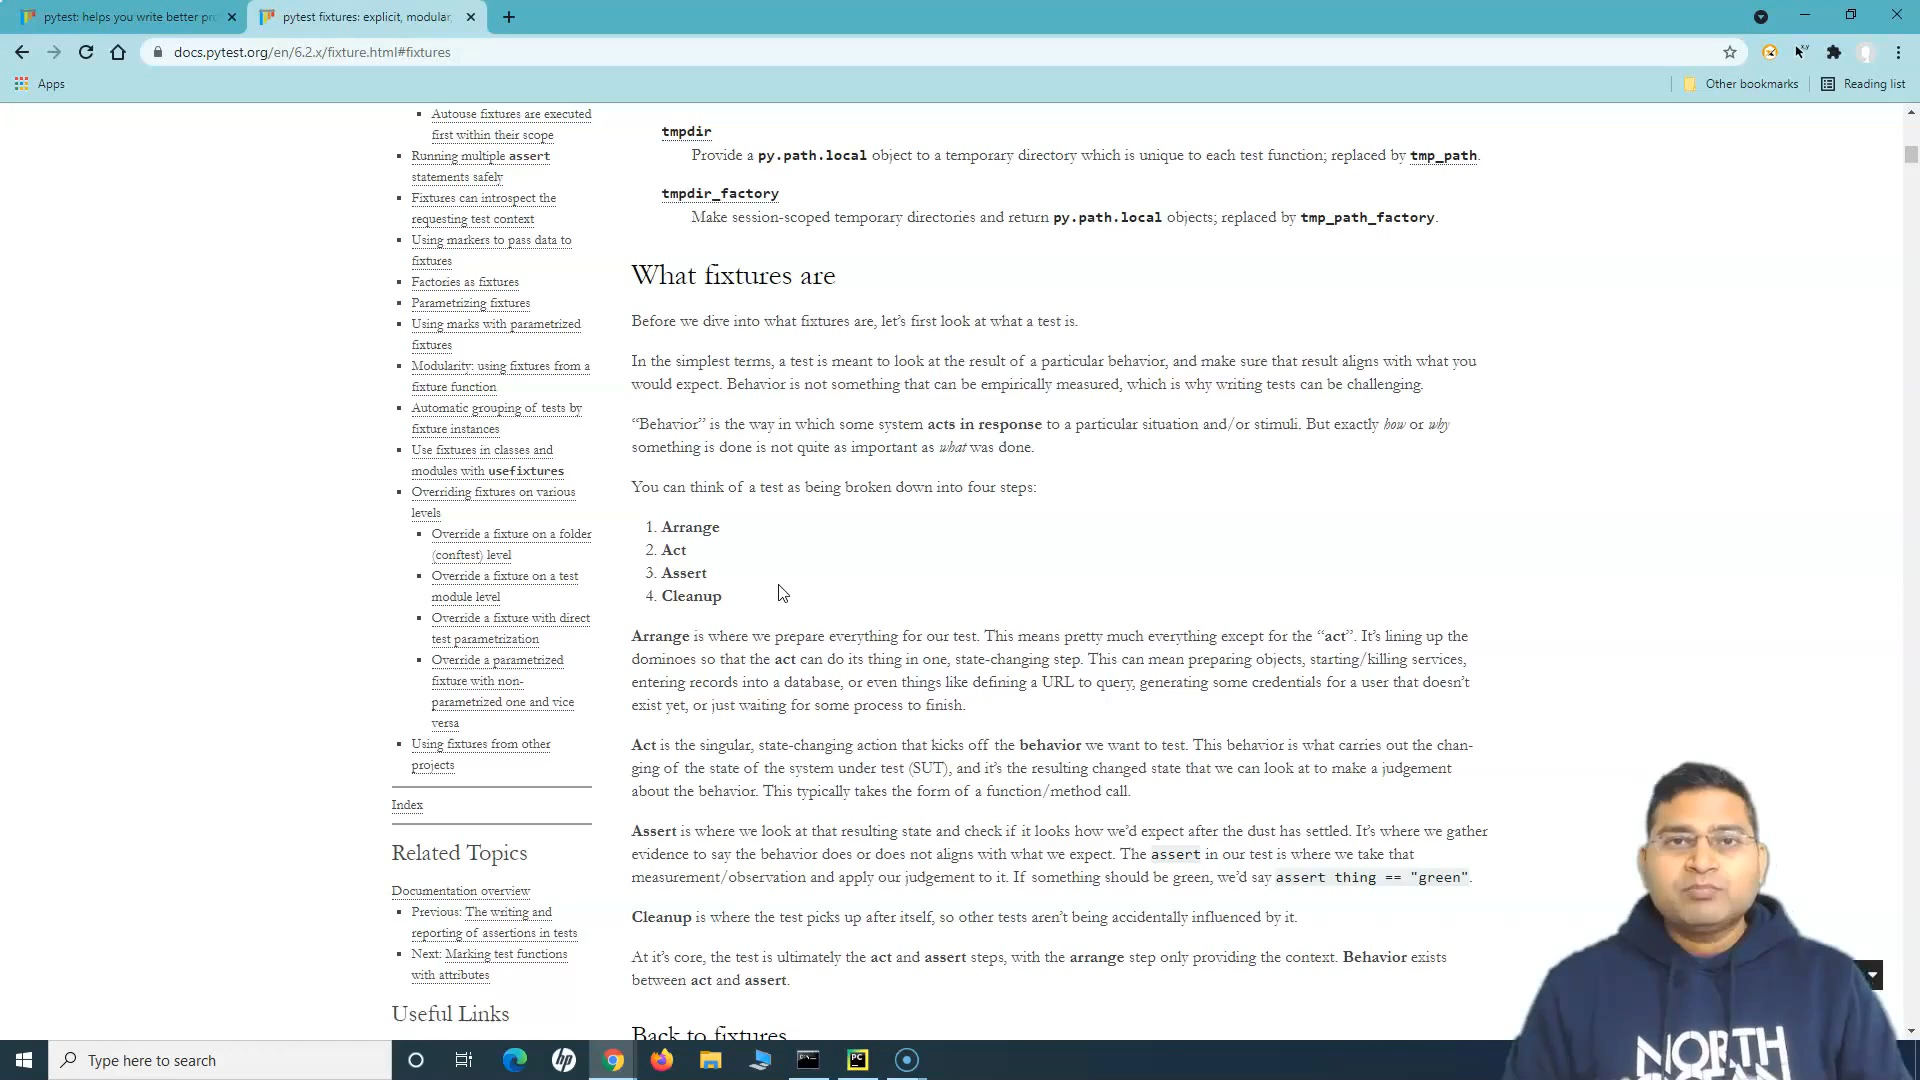 pytest: helps you write better pr
pytest fixtures: explicit, modular,
docs.pytest.org/en/6.2.x/fixture.html#fixtures
Apps
Other bookmarks
Reading list
Autouse fixtures are executed
first within their scope
Running multiple assert
statements safely
Fixtures can introspect the
requesting test context
Using markers to pass data to
fixtures
Factories as fixtures
Parametrizing fixtures
Using marks with parametrized
fixtures
Modularity: using fixtures from a
fixture function
Automatic grouping of tests by
fixture instances
Use fixtures in classes and
modules with usefixtures
Overriding fixtures on various
levels
Override a fixture on a folder
(conftest) level
Override a fixture on a test
module level
Override a fixture with direct
test parametrization
Override a parametrized
fixture with non-
parametrized one and vice
versa
Using fixtures from other
projects
Index
Related Topics
Documentation overview
Previous: The writing and
reporting of assertions in tests
Next: Marking test functions
with attributes
Useful Links
tmpdir
Provide a py.path.local object to a temporary directory which is unique to each test function; replaced by tmp_path.
tmpdir_factory
Make session-scoped temporary directories and return py.path.local objects; replaced by tmp_path_factory.
What fixtures are
Before we dive into what fixtures are, let’s first look at what a test is.
In the simplest terms, a test is meant to look at the result of a particular behavior, and make sure that result aligns with what you
would expect. Behavior is not something that can be empirically measured, which is why writing tests can be challenging.
“Behavior” is the way in which some system acts in response to a particular situation and/or stimuli. But exactly how or why
something is done is not quite as important as what was done.
You can think of a test as being broken down into four steps:
1. Arrange
2. Act
3. Assert
4. Cleanup
Arrange is where we prepare everything for our test. This means pretty much everything except for the “act”. It’s lining up the
dominoes so that the act can do its thing in one, state-changing step. This can mean preparing objects, starting/killing services,
entering records into a database, or even things like defining a URL to query, generating some credentials for a user that doesn’t
exist yet, or just waiting for some process to finish.
Act is the singular, state-changing action that kicks off the behavior we want to test. This behavior is what carries out the chan-
ging of the state of the system under test (SUT), and it’s the resulting changed state that we can look at to make a judgement
about the behavior. This typically takes the form of a function/method call.
Assert is where we look at that resulting state and check if it looks how we’d expect after the dust has settled. It’s where we gather
evidence to say the behavior does or does not aligns with what we expect. The assert in our test is where we take that
measurement/observation and apply our judgement to it. If something should be green, we’d say assert thing == "green".
Cleanup is where the test picks up after itself, so other tests aren’t being accidentally influenced by it.
At it’s core, the test is ultimately the act and assert steps, with the arrange step only providing the context. Behavior exists
between act and assert.
Back to fixtures
Type here to search
hp
PC
NORTH